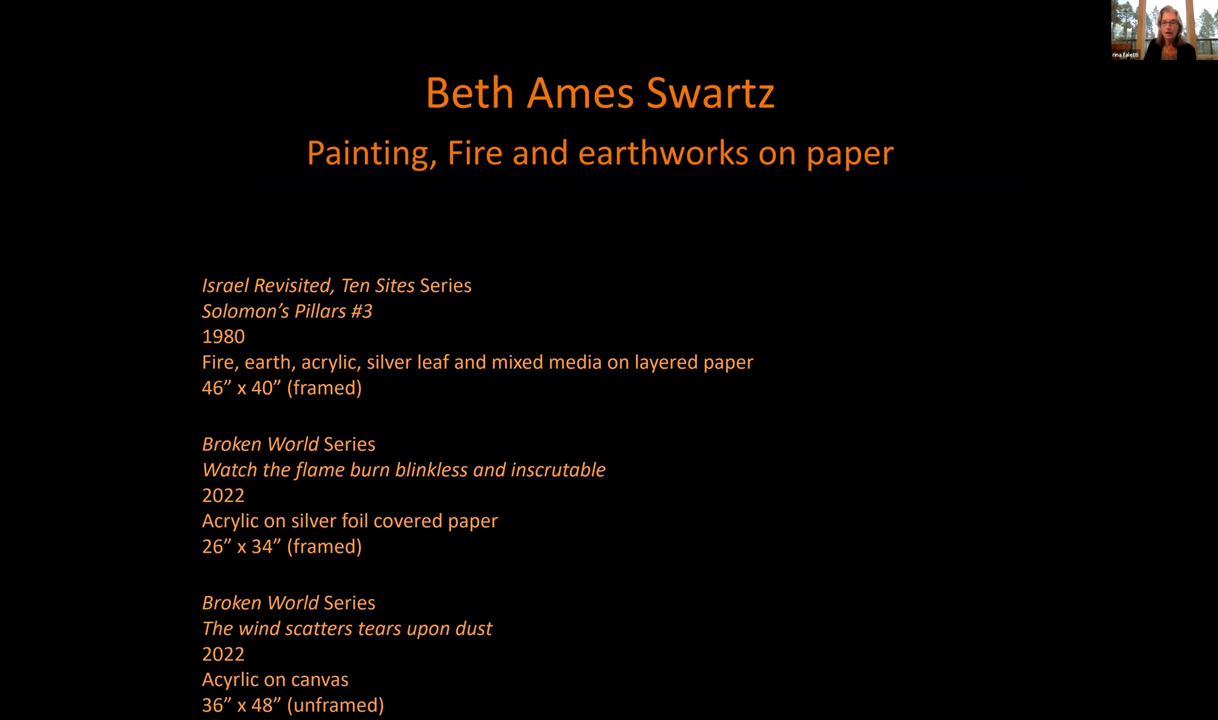 Beth Ames Swartz
Painting, Fire and earthworks on paper
Israel Revisited, Ten Sites Series
Solomon’s Pillars #3
1980
Fire, earth, acrylic, silver leaf and mixed media on layered paper
46” x 40” (framed)
Broken World Series
Watch the flame burn blinkless and inscrutable
2022
Acrylic on silver foil covered paper
26” x 34” (framed)
Broken World Series
The wind scatters tears upon dust
2022
Acyrlic on canvas
36” x 48” (unframed)